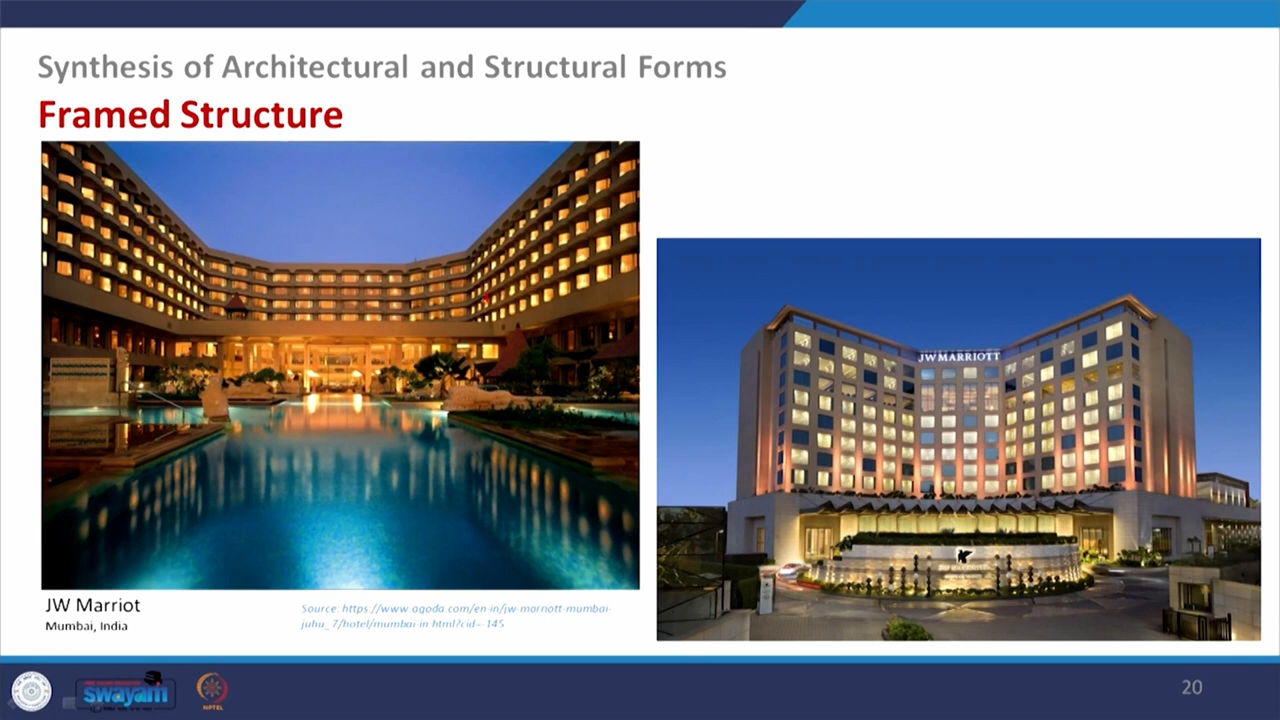 Synthesis of Architectural and Structural Forms
Framed Structure
JW MARRIOTT
JW Marriot
Mumbai, India
Source: https://www.agoda.com/en-in/jw-marriott-mumbai-
juhu_7/hotel/mumbai-in.html?cid=-145
swayam
NPTEL
20